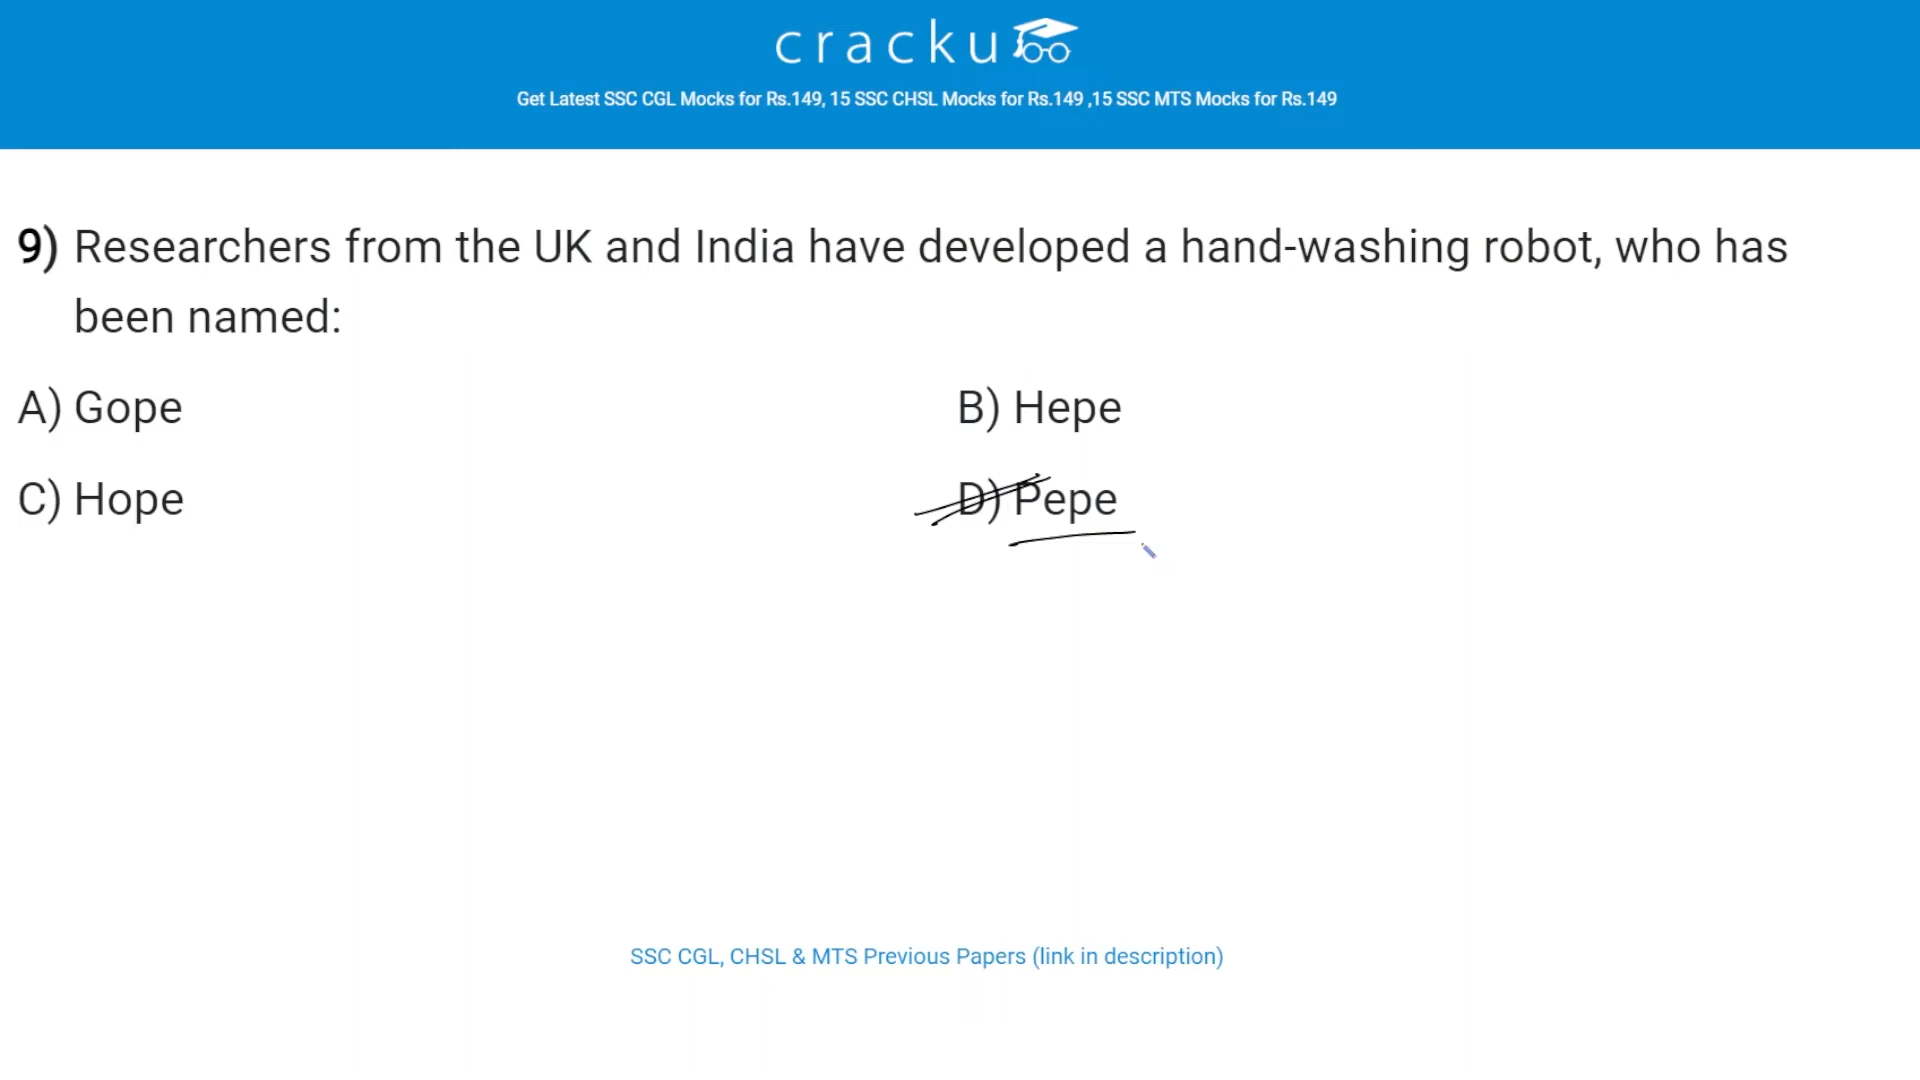 cracku
Get Latest SSC CGL Mocks for Rs.149, 15 SSC CHSL Mocks for Rs.149 ,15 SSC MTS Mocks for Rs.149
9) Researchers from the UK and India have developed a hand-washing robot, who has
been named:
A) Gope
B) Hepe
C) Hope
D) Pepe
SSC CGL, CHSL & MTS Previous Papers (link in description)